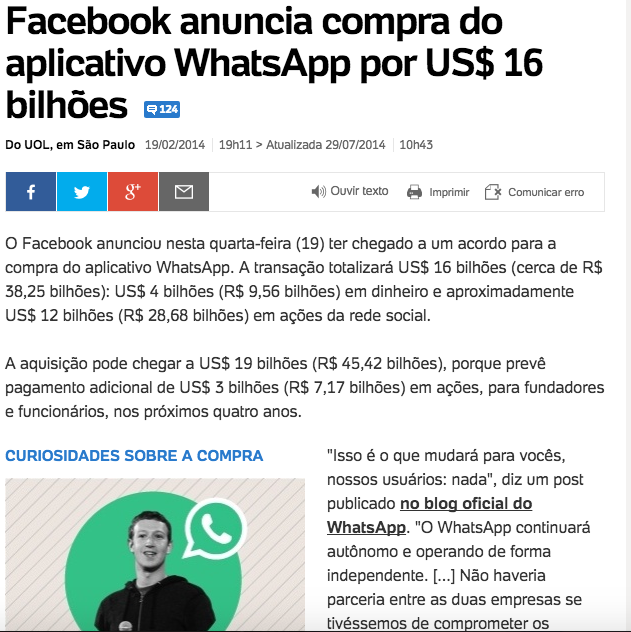 Facebook anuncia compra do
aplicativo WhatsApp por US$ 16
bilhões 124
Do UOL, em São Paulo 19/02/2014 19h11 > Atualizada 29/07/2014 10h43
f g+ Ouvir texto Imprimir Comunicar erro
O Facebook anunciou nesta quarta-feira (19) ter chegado a um acordo para a
compra do aplicativo WhatsApp. A transação totalizará US$ 16 bilhões (cerca de R$
38,25 bilhões): US$ 4 bilhões (R$ 9,56 bilhões) em dinheiro e aproximadamente
US$ 12 bilhões (R$ 28,68 bilhões) em ações da rede social.
A aquisição pode chegar a US$ 19 bilhões (R$ 45,42 bilhões), porque prevê
pagamento adicional de US$ 3 bilhões (R$ 7,17 bilhões) em ações, para fundadores
e funcionários, nos próximos quatro anos.
CURIOSIDADES SOBRE A COMPRA
"Isso é o que mudará para vocês,
nossos usuários: nada", diz um post
publicado no blog oficial do
WhatsApp. "O WhatsApp continuará
autônomo e operando de forma
independente. [...] Não haveria
parceria entre as duas empresas se
tivéssemos de comprometer os